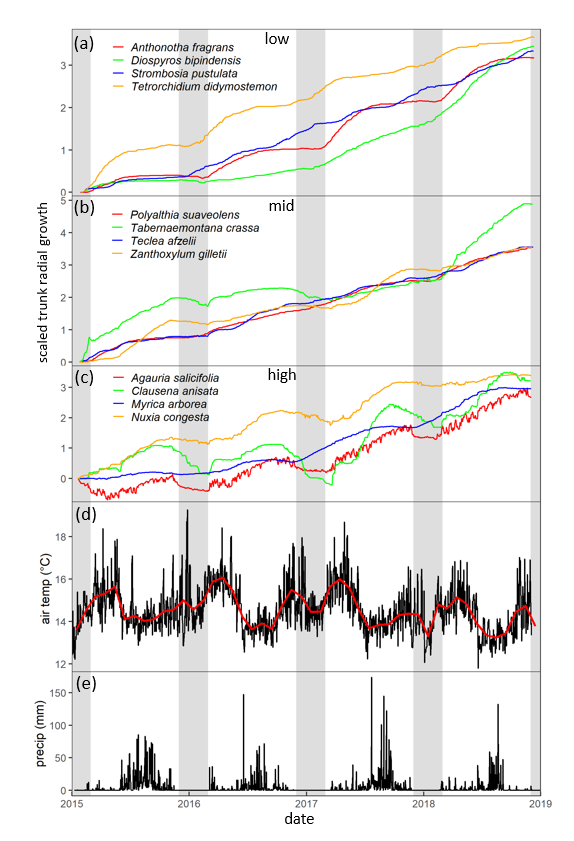 (a)
low
Anthonotha fragrans
Diospyros bipindensis
Strombosia pustulata
Tetrorchidium didymostemon
3
2
1
0
(b)
mid
Polyalthia suaveolens
Tabernaemontana crassa
Teclea afzelii
Zanthoxylum gilletii
5
4
3
2
1
0
scaled trunk radial growth
(c)
high
Agauria salicifolia
Clausena anisata
Myrica arborea
Nuxia congesta
3
2
1
0
(d)
18
16
14
12
air temp (°C)
(e)
150
100
50
0
precip (mm)
2015 2016 2017 2018 2019
date